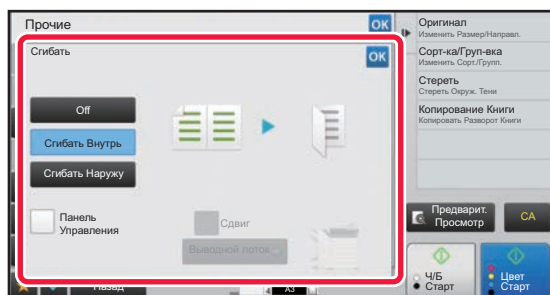 Прочие
OK
Сгибать
OK
Off
Сгибать Внутрь
Сгибать Наружу
Панель
Управления
Сдвиг
Выводной лоток
Назад
4
A3
Оригинал
Изменить Размер/Направл.
Сорт-ка/Груп-вка
Изменить Сорт./Групп.
Стереть
Стереть Окруж. Тени
Копирование Книги
Копировать Разворот Книги
Предварит.
Просмотр
CA
Ч/Б
Старт
Цвет
Старт